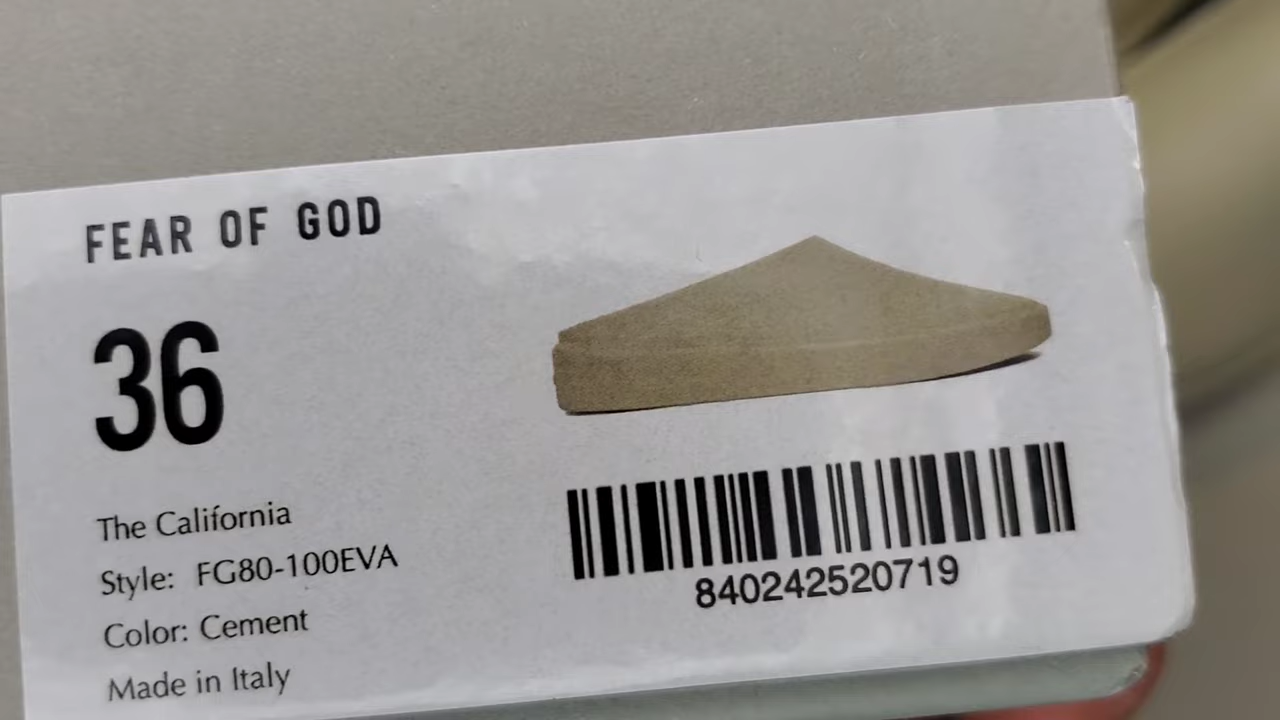 FEAR OF GOD
36
The California
Style: FG80-100EVA
Color: Cement
Made in Italy
840242520719